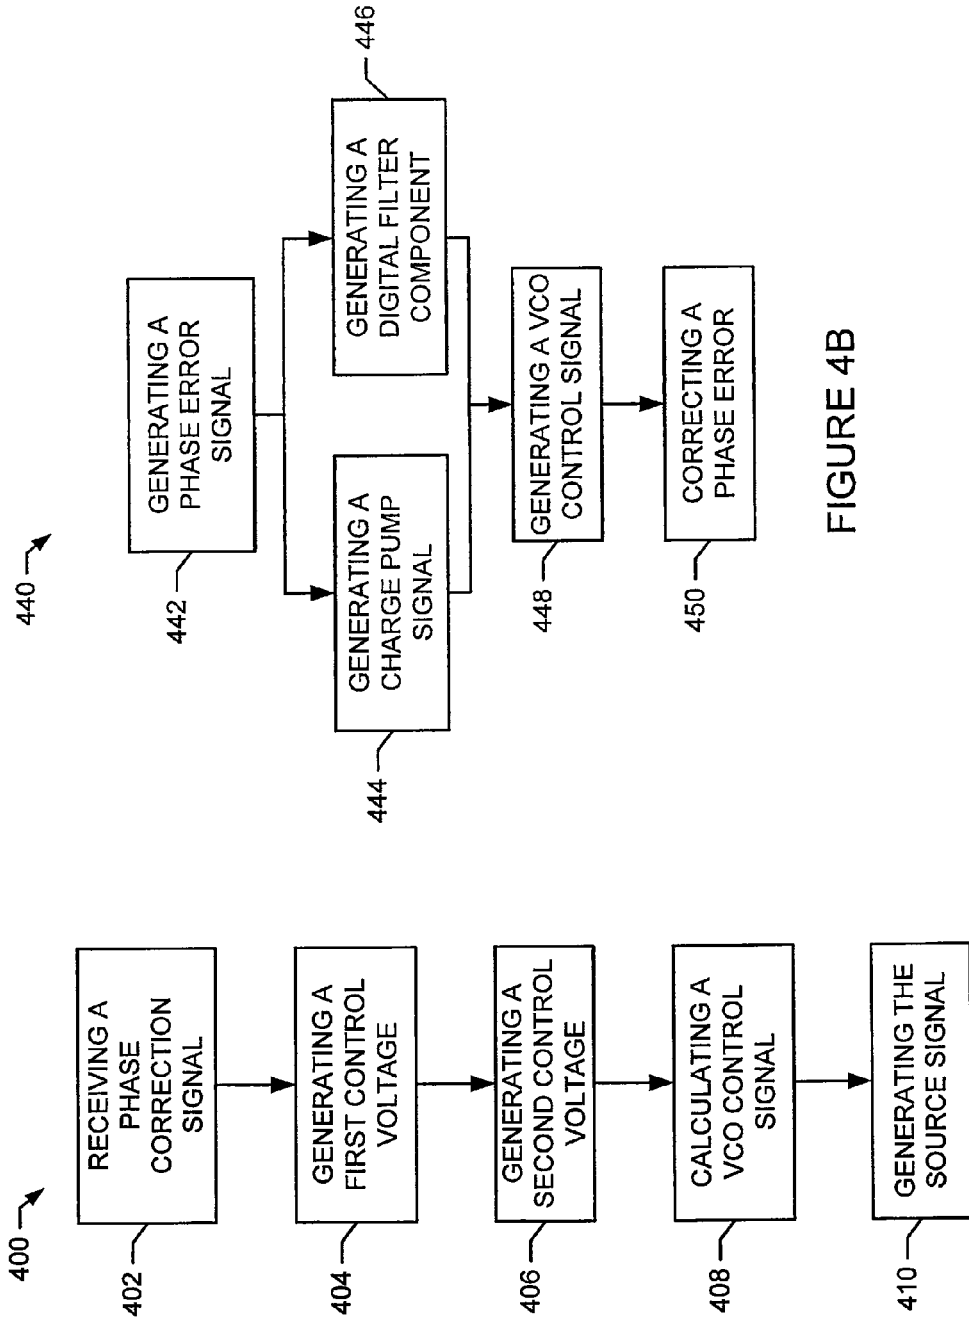 400
402
RECEIVING A
PHASE
CORRECTION
SIGNAL
404
GENERATING A
FIRST CONTROL
VOLTAGE
406
GENERATING A
SECOND CONTROL
VOLTAGE
408
CALCULATING A
VCO CONTROL
SIGNAL
410
GENERATING THE
SOURCE SIGNAL
440
442
GENERATING A
PHASE ERROR
SIGNAL
444
GENERATING A
CHARGE PUMP
SIGNAL
446
GENERATING A
DIGITAL FILTER
COMPONENT
448
GENERATING A VCO
CONTROL SIGNAL
450
CORRECTING A
PHASE ERROR
FIGURE 4B